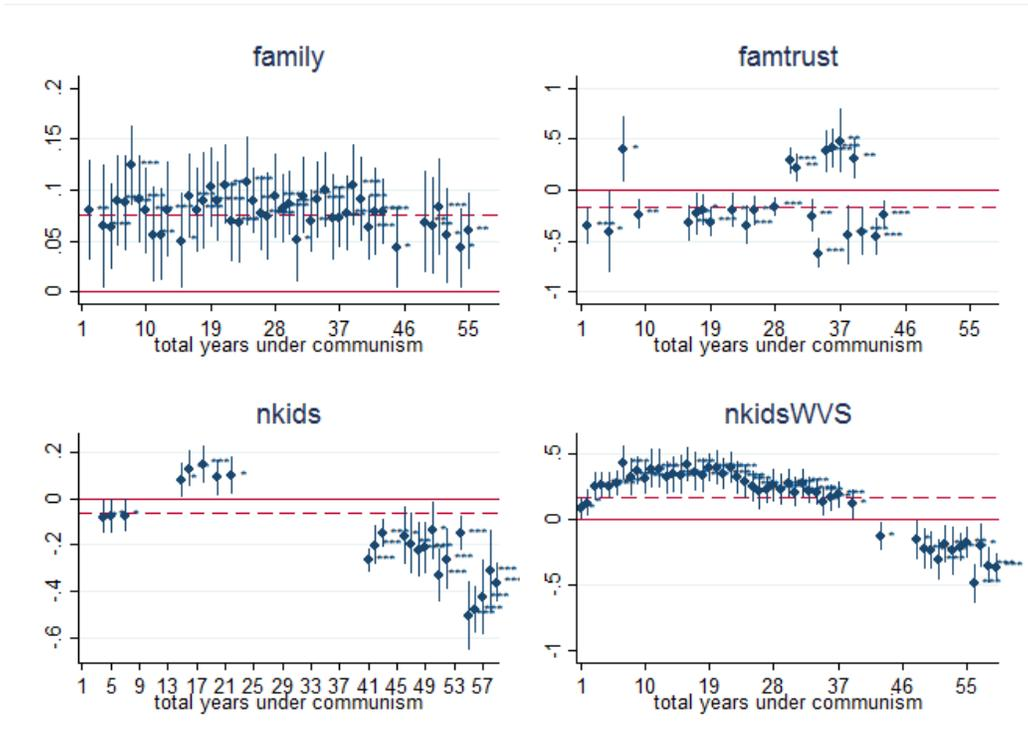 family
.2
.15
.1
.05
0
1 10 19 28 37 46 55
total years under communism
famtrust
1
.5
0
-.5
-1
1 10 19 28 37 46 55
total years under communism
nkids
.2
0
-.2
-.4
-.6
1 5 9 13 17 21 25 29 33 37 41 45 49 53 57
total years under communism
nkidsWVS
.5
0
-.5
-1
1 10 19 28 37 46 55
total years under communism